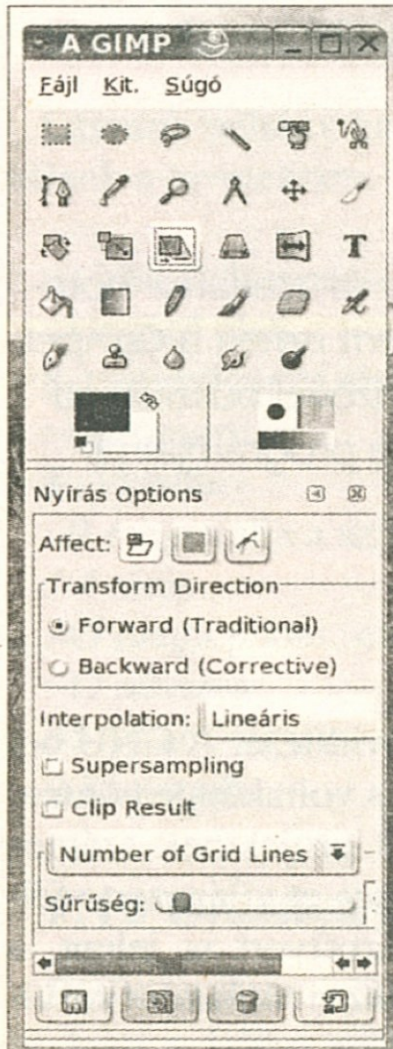 A GIMP
Fájl Kit. Súgó
T
Nyírás Options
Affect:
Transform Direction
Forward (Traditional)
Backward (Corrective)
Interpolation: Lineáris
Supersampling
Clip Result
Number of Grid Lines
Sűrűség: